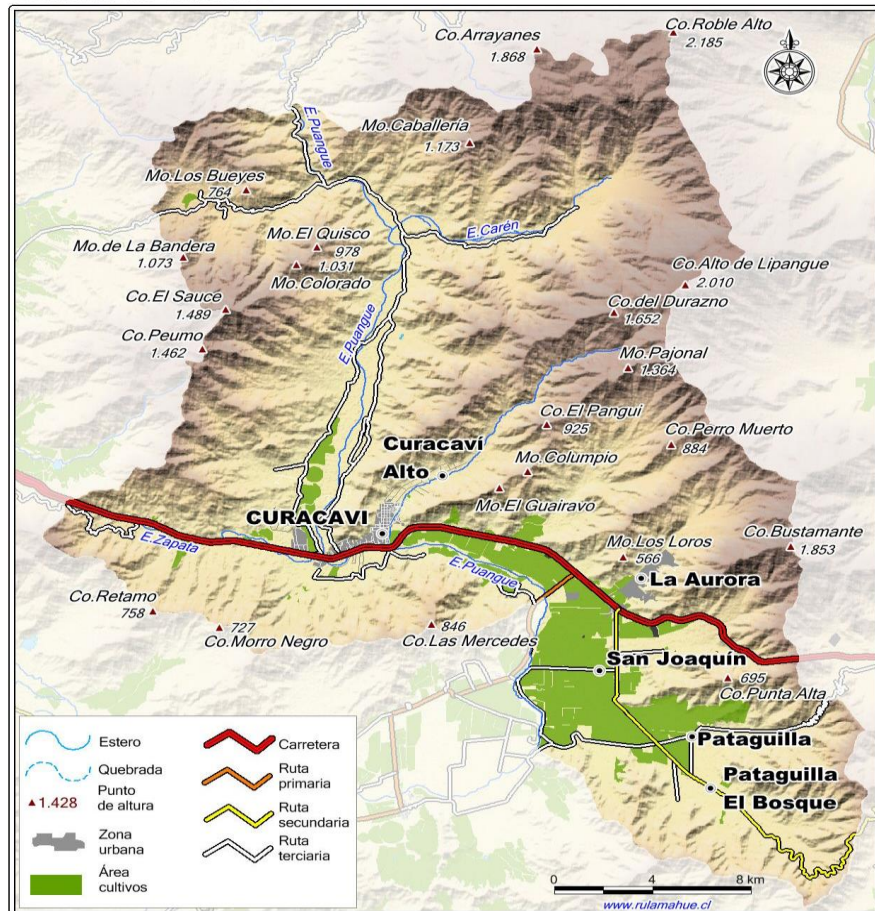 Co.Roble Alto
2.185
Co.Arrayanes
1.868
E.Puangue
Mo.Caballería
1.173
Mo.Los Bueyes
764
E.Carén
Mo.El Quisco
978
Mo.de La Bandera
1.073
1.031
Mo.Colorado
Co.Alto de Lipangue
2.010
Co.El Sauce
1.489
Co.del Durazno
1.652
E.Puangue
Co.Peumo
1.462
Mo.Pajonal
1.364
Co.El Pangui
925
Co.Perro Muerto
884
Curacaví
Alto
Mo.Columpio
Mo.El Guairavo
CURACAVI
E.Zapata
Co.Bustamante
1.853
Mo.Los Loros
566
E.Puangue
La Aurora
Co.Retamo
758
727
Co.Morro Negro
846
Co.Las Mercedes
San Joaquín
695
Co.Punta Alta
Pataguilla
Pataguilla
El Bosque
Estero
Quebrada
Punto
de altura
1.428
Zona
urbana
Área
cultivos
Carretera
Ruta
primaria
Ruta
secundaria
Ruta
terciaria
0 4 8 km
www.rulamahue.cl